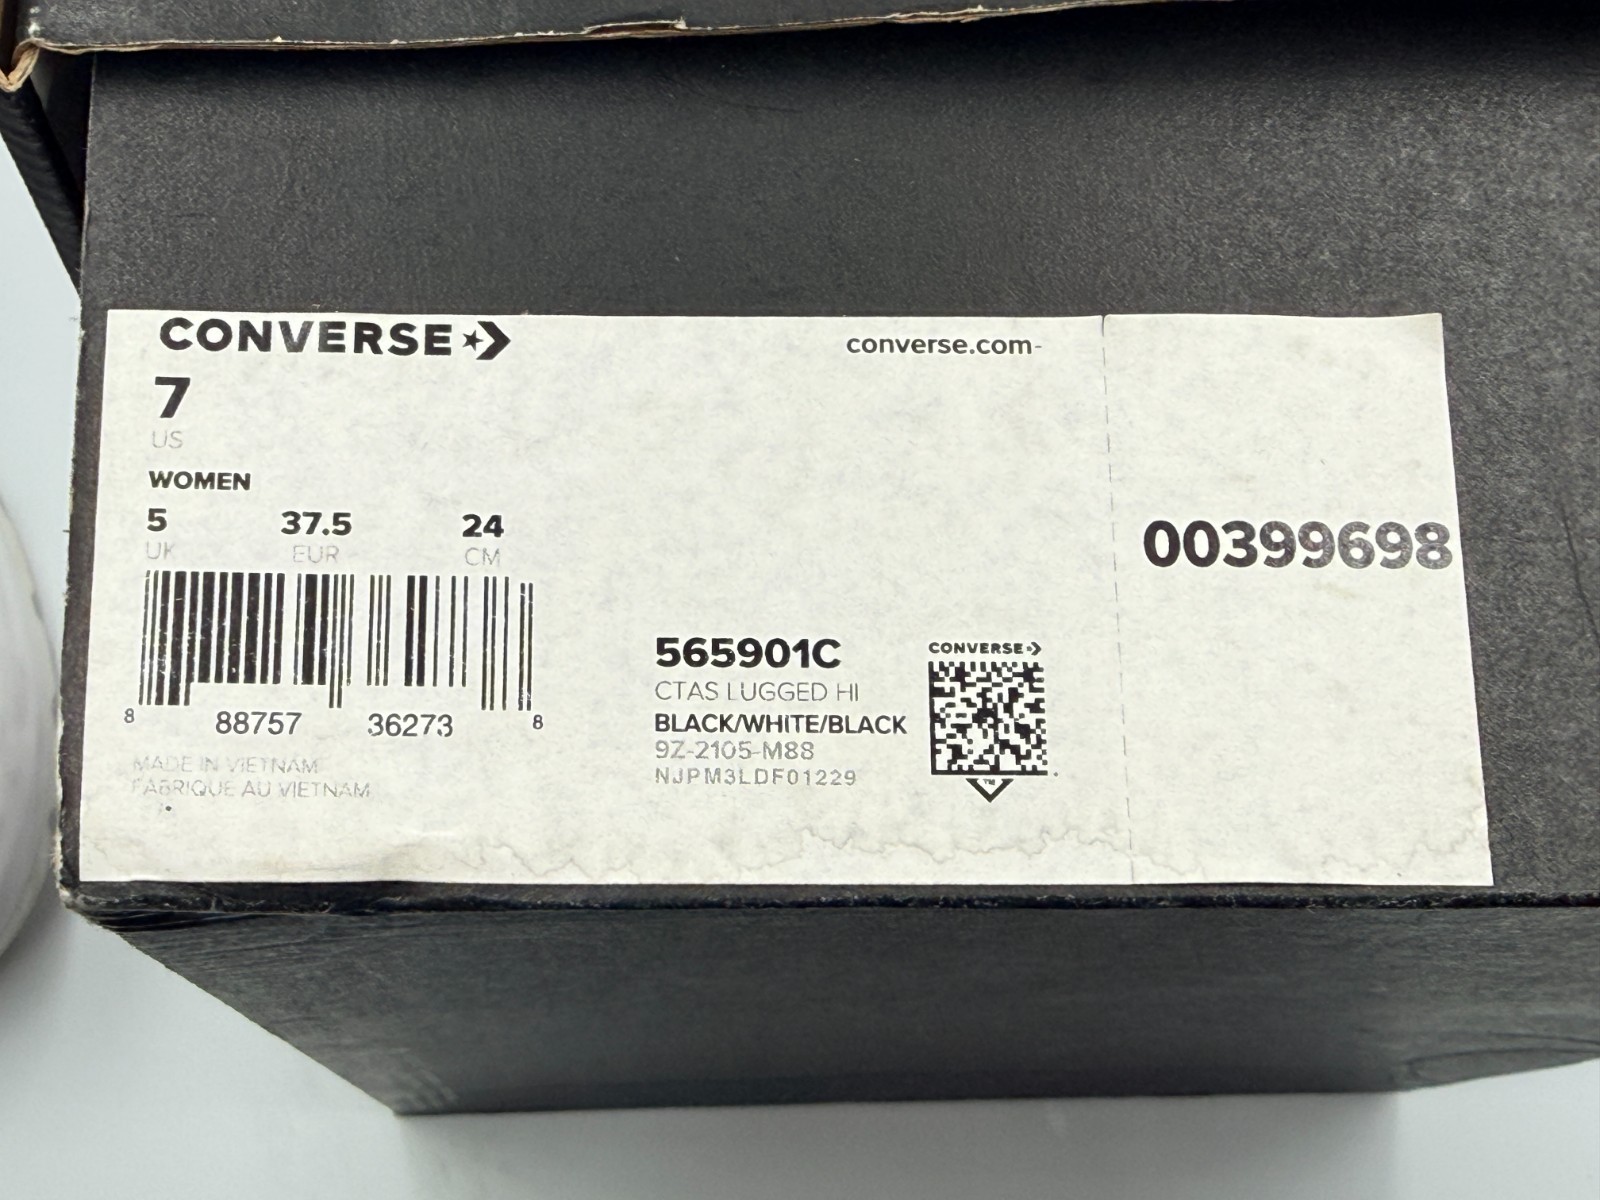 CONVERSE
converse.com
7
US
WOMEN
5 37.5 24
UK EUR CM
8 88757 36273 8
MADE IN VIETNAM
FABRIQUE AU VIETNAM
565901C
CTAS LUGGED HI
BLACK/WHITE/BLACK
9Z-2105-M88
NJPM3LDF01229
CONVERSE
TM
00399698